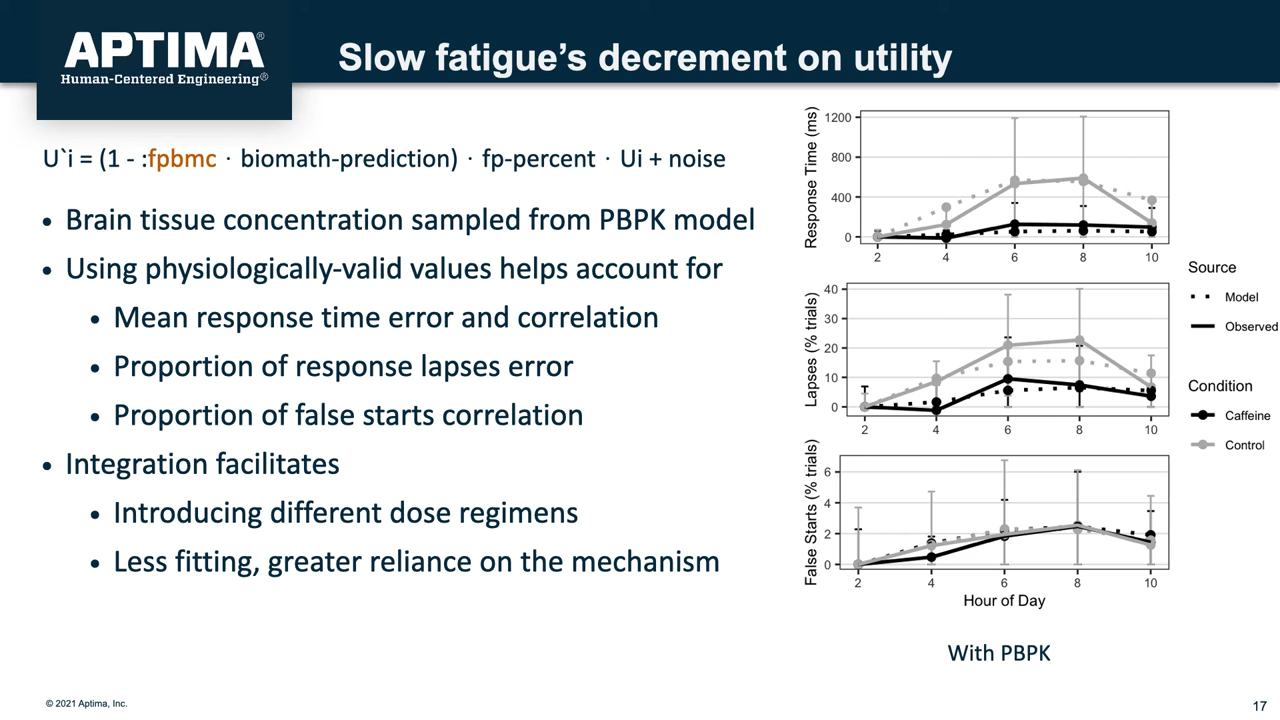 APTIMA®
Human-Centered Engineering®
Slow fatigue's decrement on utility
U`i = (1 - :fpbmc · biomath-prediction) · fp-percent · Ui + noise
• Brain tissue concentration sampled from PBPK model
• Using physiologically-valid values helps account for
• Mean response time error and correlation
• Proportion of response lapses error
• Proportion of false starts correlation
• Integration facilitates
• Introducing different dose regimens
• Less fitting, greater reliance on the mechanism
Response Time (ms)
1200
800
400
0
2 4 6 8 10
Lapses (% trials)
40
30
20
10
0
2 4 6 8 10
False Starts (% trials)
6
4
2
0
2 4 6 8 10
Hour of Day
Source
Model
Observed
Condition
Caffeine
Control
With PBPK
© 2021 Aptima, Inc.
17